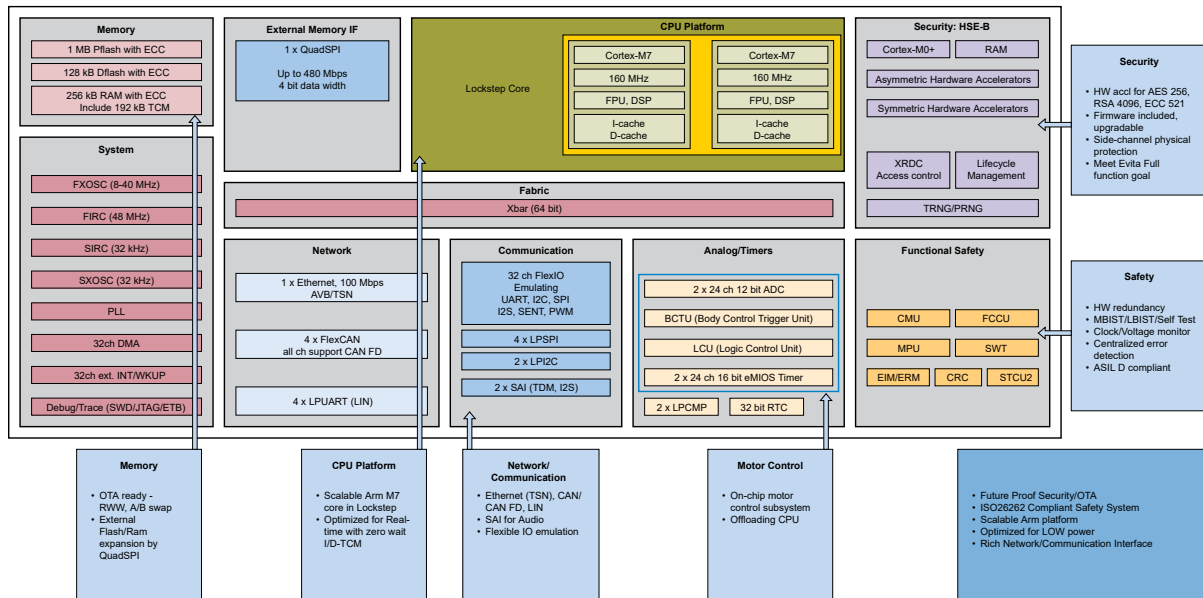 Memory
1 MB Pflash with ECC
128 kB Dflash with ECC
256 kB RAM with ECC
Include 192 kB TCM
External Memory IF
1 x QuadSPI
Up to 480 Mbps
4 bit data width
CPU Platform
Lockstep Core
Cortex-M7
160 MHz
FPU, DSP
I-cache
D-cache
Cortex-M7
160 MHz
FPU, DSP
I-cache
D-cache
Security: HSE-B
Cortex-M0+
RAM
Asymmetric Hardware Accelerators
Symmetric Hardware Accelerators
XRDC
Access control
Lifecycle
Management
TRNG/PRNG
Security
• HW accl for AES 256,
RSA 4096, ECC 521
• Firmware included,
upgradable
• Side-channel physical
protection
• Meet Evita Full
function goal
System
FXOSC (8-40 MHz)
FIRC (48 MHz)
SIRC (32 kHz)
SXOSC (32 kHz)
PLL
32ch DMA
32ch ext. INT/WKUP
Debug/Trace (SWD/JTAG/ETB)
Fabric
Xbar (64 bit)
Network
1 x Ethernet, 100 Mbps
AVB/TSN
4 x FlexCAN
all ch support CAN FD
4 x LPUART (LIN)
Communication
32 ch FlexIO
Emulating
UART, I2C, SPI
I2S, SENT, PWM
4 x LPSPI
2 x LPI2C
2 x SAI (TDM, I2S)
Analog/Timers
2 x 24 ch 12 bit ADC
BCTU (Body Control Trigger Unit)
LCU (Logic Control Unit)
2 x 24 ch 16 bit eMIOS Timer
2 x LPCMP
32 bit RTC
Functional Safety
CMU
FCCU
MPU
SWT
EIM/ERM
CRC
STCU2
Safety
• HW redundancy
• MBIST/LBIST/Self Test
• Clock/Voltage monitor
• Centralized error
detection
• ASIL D compliant
Memory
• OTA ready -
RWW, A/B swap
• External
Flash/Ram
expansion by
QuadSPI
CPU Platform
• Scalable Arm M7
core in Lockstep
• Optimized for Real-
time with zero wait
I/D-TCM
Network/
Communication
• Ethernet (TSN), CAN/
CAN FD, LIN
• SAI for Audio
• Flexible IO emulation
Motor Control
• On-chip motor
control subsystem
• Offloading CPU
• Future Proof Security/OTA
• ISO26262 Compliant Safety System
• Scalable Arm platform
• Optimized for LOW power
• Rich Network/Communication Interface